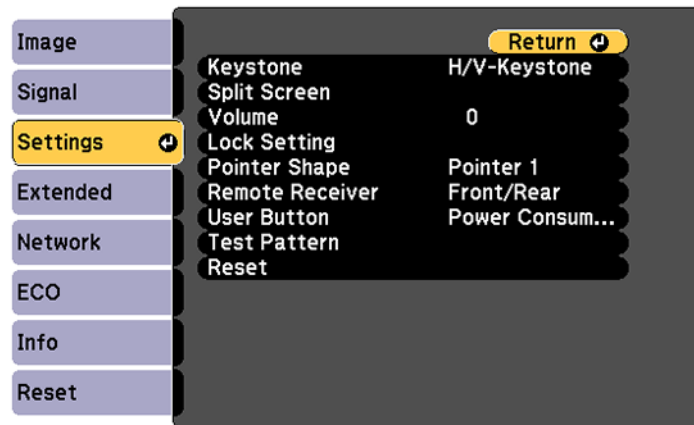 Image
Signal
Settings
Extended
Network
ECO
Info
Reset
Return
Keystone H/V-Keystone
Split Screen
Volume 0
Lock Setting
Pointer Shape Pointer 1
Remote Receiver Front/Rear
User Button Power Consum...
Test Pattern
Reset